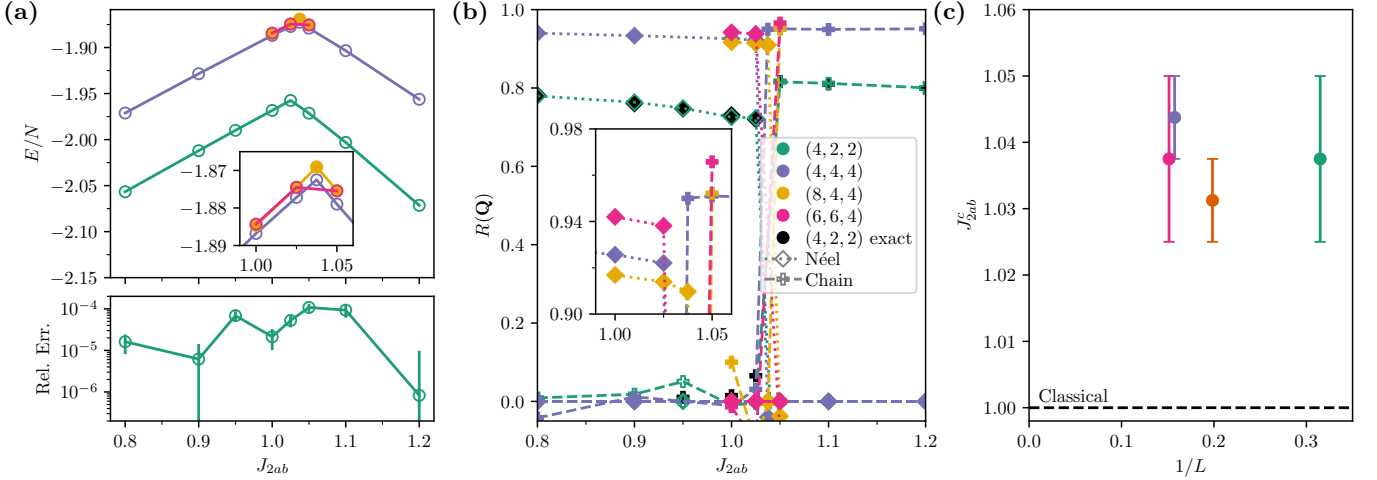 (a)
E/N
−1.90
−1.95
−2.00
−2.05
−2.10
−2.15
−1.87
−1.88
−1.89
1.00 1.05
Rel. Err.
10⁻⁴
10⁻⁵
10⁻⁶
0.8 0.9 1.0 1.1 1.2
J₂ₐb
(b)
R(Q)
1.0
0.8
0.6
0.4
0.2
0.0
0.98
0.94
0.90
1.00 1.05
(4, 2, 2)
(4, 4, 4)
(8, 4, 4)
(6, 6, 4)
(4, 2, 2) exact
Néel
Chain
0.8 0.9 1.0 1.1 1.2
J₂ₐb
(c)
Jᶜ₂ₐb
1.06
1.05
1.04
1.03
1.02
1.01
1.00
Classical
0.0 0.1 0.2 0.3
1/L